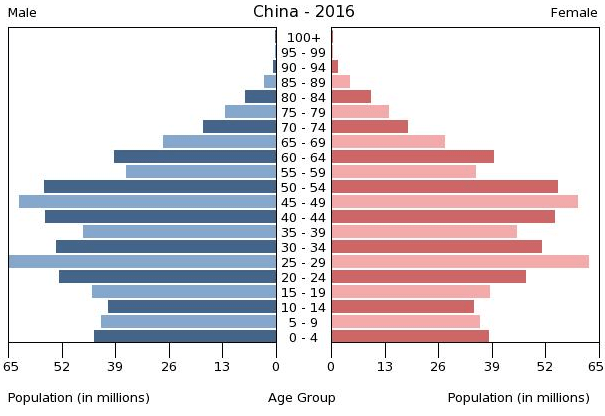 Male China - 2016 Female
100+
95 - 99
90 - 94
85 - 89
80 - 84
75 - 79
70 - 74
65 - 69
60 - 64
55 - 59
50 - 54
45 - 49
40 - 44
35 - 39
30 - 34
25 - 29
20 - 24
15 - 19
10 - 14
5 - 9
0 - 4
65 52 39 26 13 0 0 13 26 39 52 65
Population (in millions) Age Group Population (in millions)